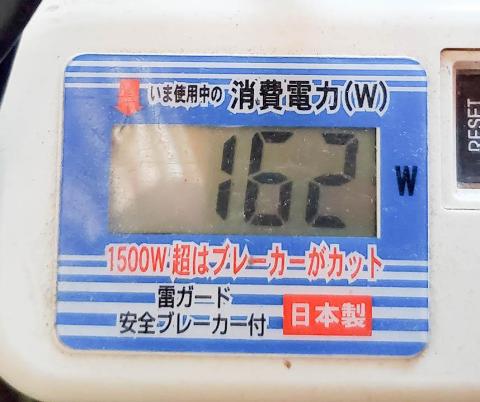 いま使用中の 消費電力(W)
162 W
RESET
1500W超はブレーカーがカット
雷ガード
安全ブレーカー付
日本製